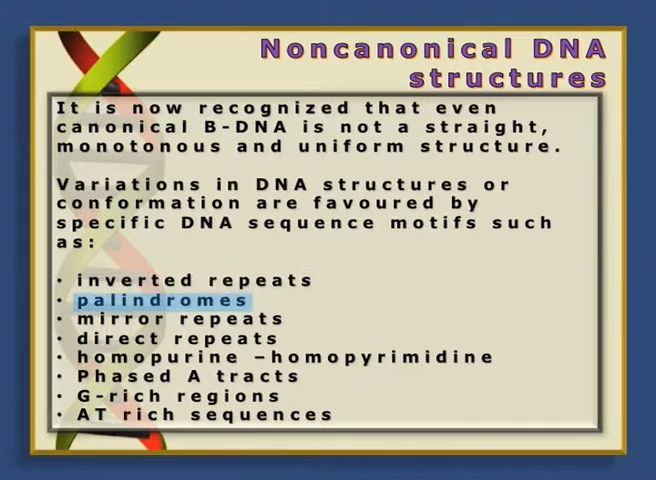 Noncanonical DNA
structures
It is now recognized that even
canonical B-DNA is not a straight,
monotonous and uniform structure.
Variations in DNA structures or
conformation are favoured by
specific DNA sequence motifs such
as:
• inverted repeats
• palindromes
• mirror repeats
• direct repeats
• homopurine –homopyrimidine
• Phased A tracts
• G-rich regions
• AT rich sequences